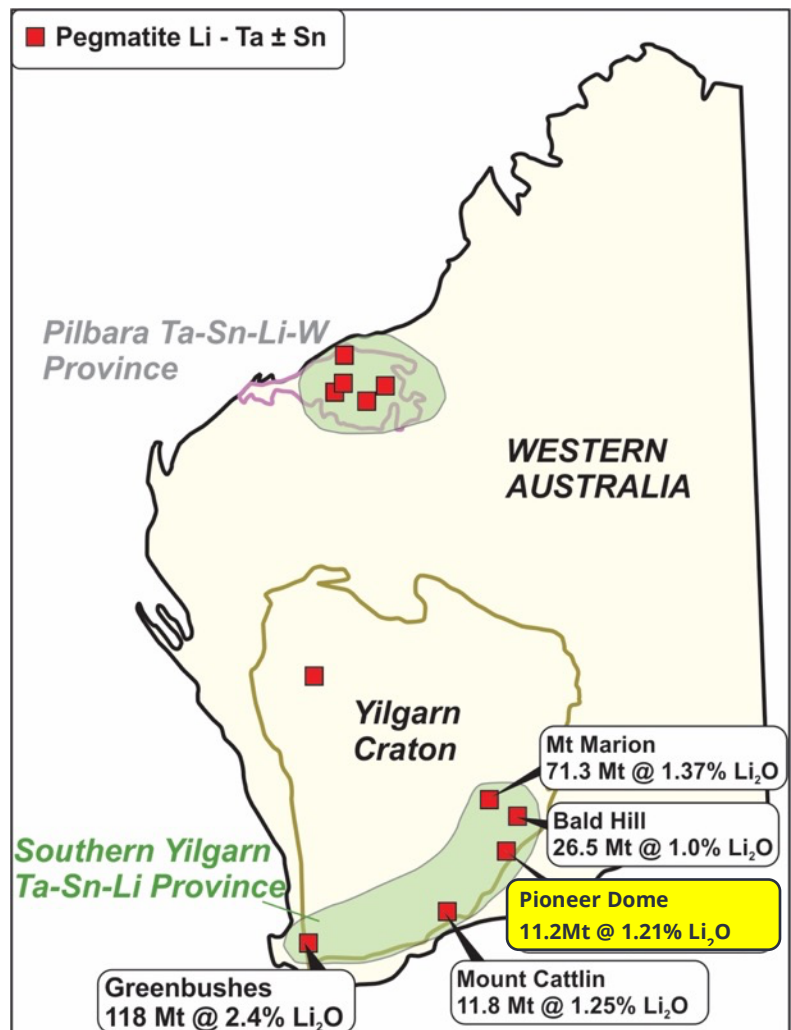 Pegmatite Li - Ta ± Sn
Pilbara Ta-Sn-Li-W
Province
WESTERN
AUSTRALIA
Yilgarn
Craton
Mt Marion
71.3 Mt @ 1.37% Li₂O
Bald Hill
26.5 Mt @ 1.0% Li₂O
Southern Yilgarn
Ta-Sn-Li Province
Pioneer Dome
11.2Mt @ 1.21% Li₂O
Mount Cattlin
11.8 Mt @ 1.25% Li₂O
Greenbushes
118 Mt @ 2.4% Li₂O